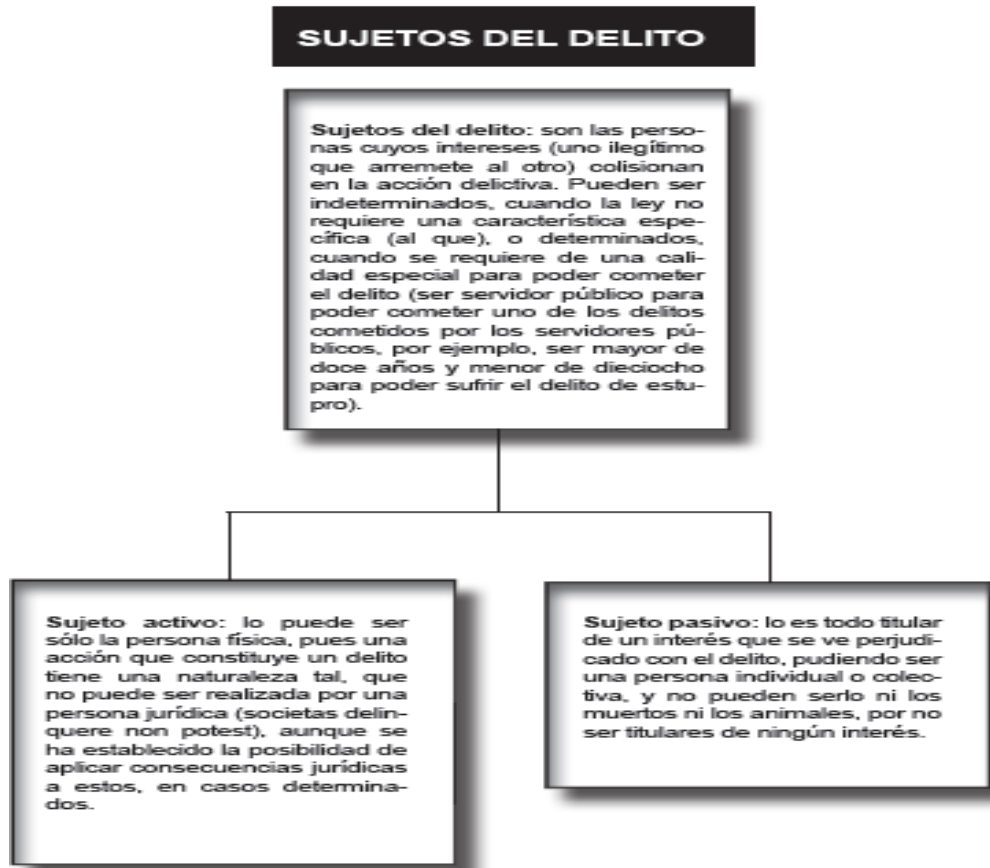 SUJETOS DEL DELITO
Sujetos del delito: son las perso-
nas cuyos intereses (uno ilegítimo
que arremete al otro) colisionan
en la acción delictiva. Pueden ser
indeterminados, cuando la ley no
requiere una característica espe-
cífica (al que), o determinados,
cuando se requiere de una cali-
dad especial para poder cometer
el delito (ser servidor público para
poder cometer uno de los delitos
cometidos por los servidores pú-
blicos, por ejemplo, ser mayor de
doce años y menor de dieciocho
para poder sufrir el delito de estu-
pro).
Sujeto activo: lo puede ser
sólo la persona física, pues una
acción que constituye un delito
tiene una naturaleza tal, que
no puede ser realizada por una
persona jurídica (societas delin-
quere non potest), aunque se
ha establecido la posibilidad de
aplicar consecuencias jurídicas
a estos, en casos determina-
dos.
Sujeto pasivo: lo es todo titular
de un interés que se ve perjudi-
cado con el delito, pudiendo ser
una persona individual o colec-
tiva, y no pueden serlo ni los
muertos ni los animales, por no
ser titulares de ningún interés.